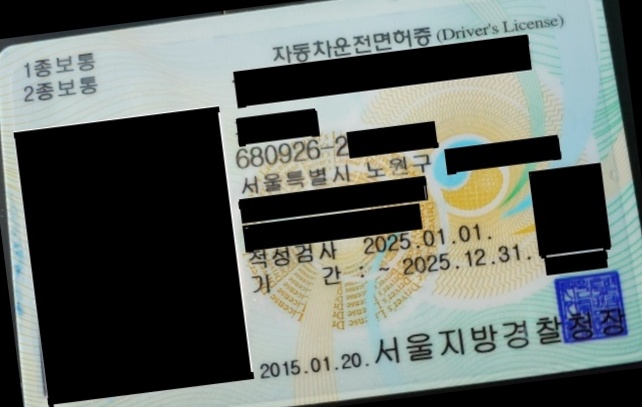 자동차운전면허증 (Driver's License)
1종보통
2종보통
680926-2
서울특별시 노원구
적성검사 2025.01.01.
기 간 : ~ 2025.12.31.
2015.01.20. 서울지방경찰청장